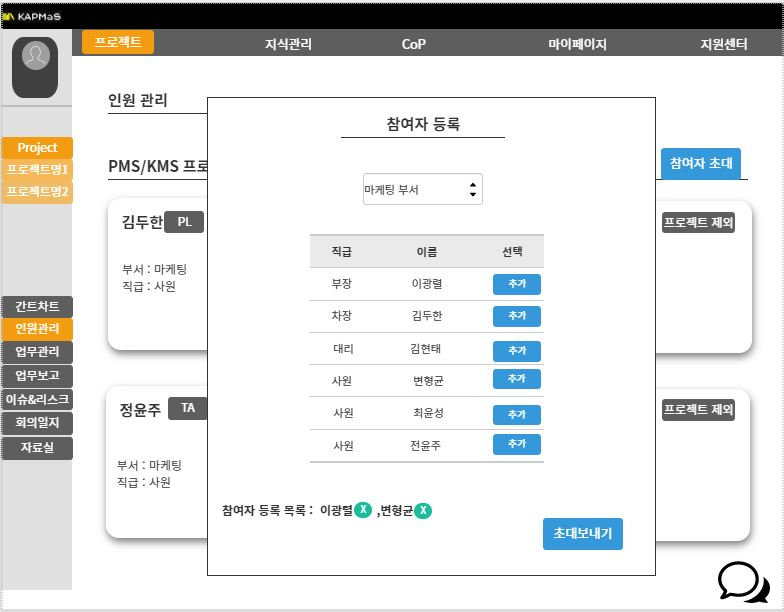 KAPMaS
프로젝트 지식관리 CoP 마이페이지 지원센터
인원 관리
참여자 등록
Project
프로젝트명1
프로젝트명2
PMS/KMS 프로
참여자 초대
마케팅 부서
김두한 PL
프로젝트 제외
부서 : 마케팅
직급 : 사원
직급 이름 선택
부장 이광렬 추가
차장 김두한 추가
대리 김현태 추가
사원 변형균 추가
사원 최윤성 추가
사원 전윤주 추가
간트차트
인원관리
업무관리
업무보고
이슈&리스크
회의일지
자료실
정윤주 TA
프로젝트 제외
부서 : 마케팅
직급 : 사원
참여자 등록 목록 : 이광렬 X ,변형균 X
초대보내기